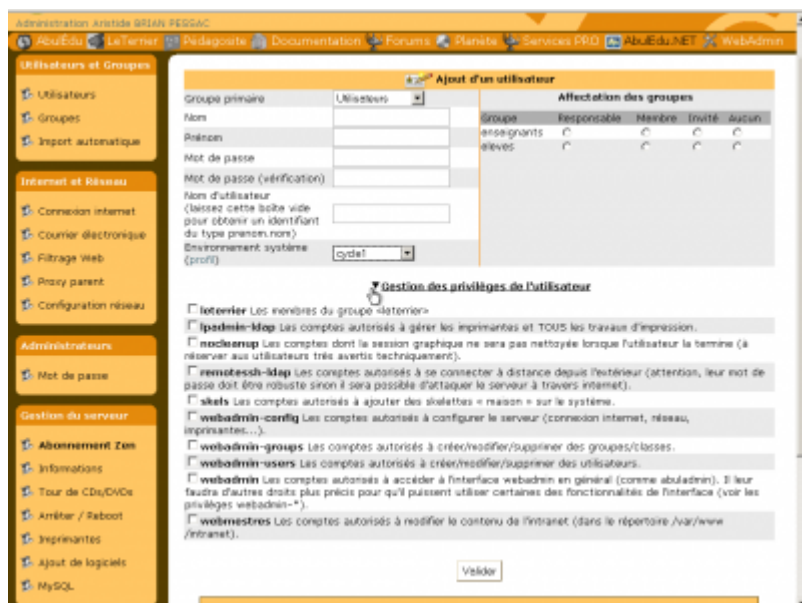 Administration Aristide BRIAN
PESSAC
AbulÉdu LeTerrier Pédagosite Documentation Forums Planète Services PRO AbulEdu.NET WebAdmin
Utilisateurs et Groupes
Utilisateurs
Groupes
Import automatique
Internet et Réseau
Connexion internet
Courrier électronique
Filtrage Web
Proxy parent
Configuration réseau
Administrateurs
Mot de passe
Gestion du serveur
Abonnement Zen
Informations
Tour de CDs/DVDs
Arrêter / Reboot
Imprimantes
Ajout de logiciels
MySQL
Ajout d'un utilisateur
Groupe primaire Utilisateurs
Nom
Prénom
Mot de passe
Mot de passe (vérification)
Nom d'utilisateur
(laissez cette boîte vide
pour obtenir un identifiant
du type prenom.nom)
Environnement système
(profil) cycle1
Affectation des groupes
Groupe Responsable Membre Invité Aucun
enseignants
eleves
Gestion des privilèges de l'utilisateur
leterrier Les membres du groupe «leterrier»
lpadmin-ldap Les comptes autorisés à gérer les imprimantes et TOUS les travaux d'impression.
nocleanup Les comptes dont la session graphique ne sera pas nettoyée lorsque l'utilisateur la termine (à
réserver aux utilisateurs très avertis techniquement).
remotessh-ldap Les comptes autorisés à se connecter à distance depuis l'extérieur (attention, leur mot de
passe doit être robuste sinon il sera possible d'attaquer le serveur à travers internet).
skels Les comptes autorisés à ajouter des skelettes « maison » sur le système.
webadmin-config Les comptes autorisés à configurer le serveur (connexion internet, réseau,
imprimantes...).
webadmin-groups Les comptes autorisés à créer/modifier/supprimer des groupes/classes.
webadmin-users Les comptes autorisés à créer/modifier/supprimer des utilisateurs.
webadmin Les comptes autorisés à accéder à l'interface webadmin en général (comme abuladmin). Il leur
faudra d'autres droits plus précis pour qu'il puissent utiliser certaines des fonctionnalités de l'interface (voir les
privilèges webadmin-*).
webmestres Les comptes autorisés à modifier le contenu de l'intranet (dans le répertoire /var/www
/intranet).
Valider